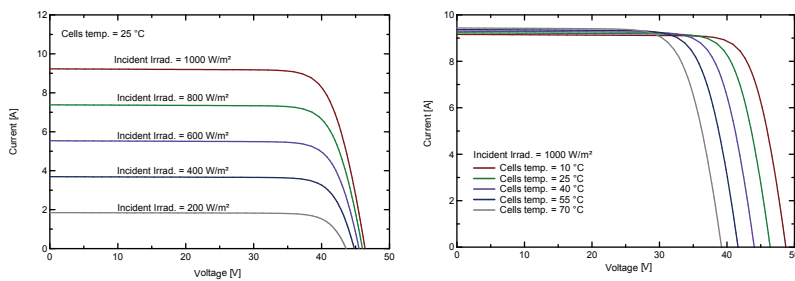 12
10
8
6
4
2
0
Current [A]
Cells temp. = 25 °C
Incident Irrad. = 1000 W/m²
Incident Irrad. = 800 W/m²
Incident Irrad. = 600 W/m²
Incident Irrad. = 400 W/m²
Incident Irrad. = 200 W/m²
0 10 20 30 40 50
Voltage [V]
10
8
6
4
2
0
Current [A]
Incident Irrad. = 1000 W/m²
Cells temp. = 10 °C
Cells temp. = 25 °C
Cells temp. = 40 °C
Cells temp. = 55 °C
Cells temp. = 70 °C
0 10 20 30 40 50
Voltage [V]